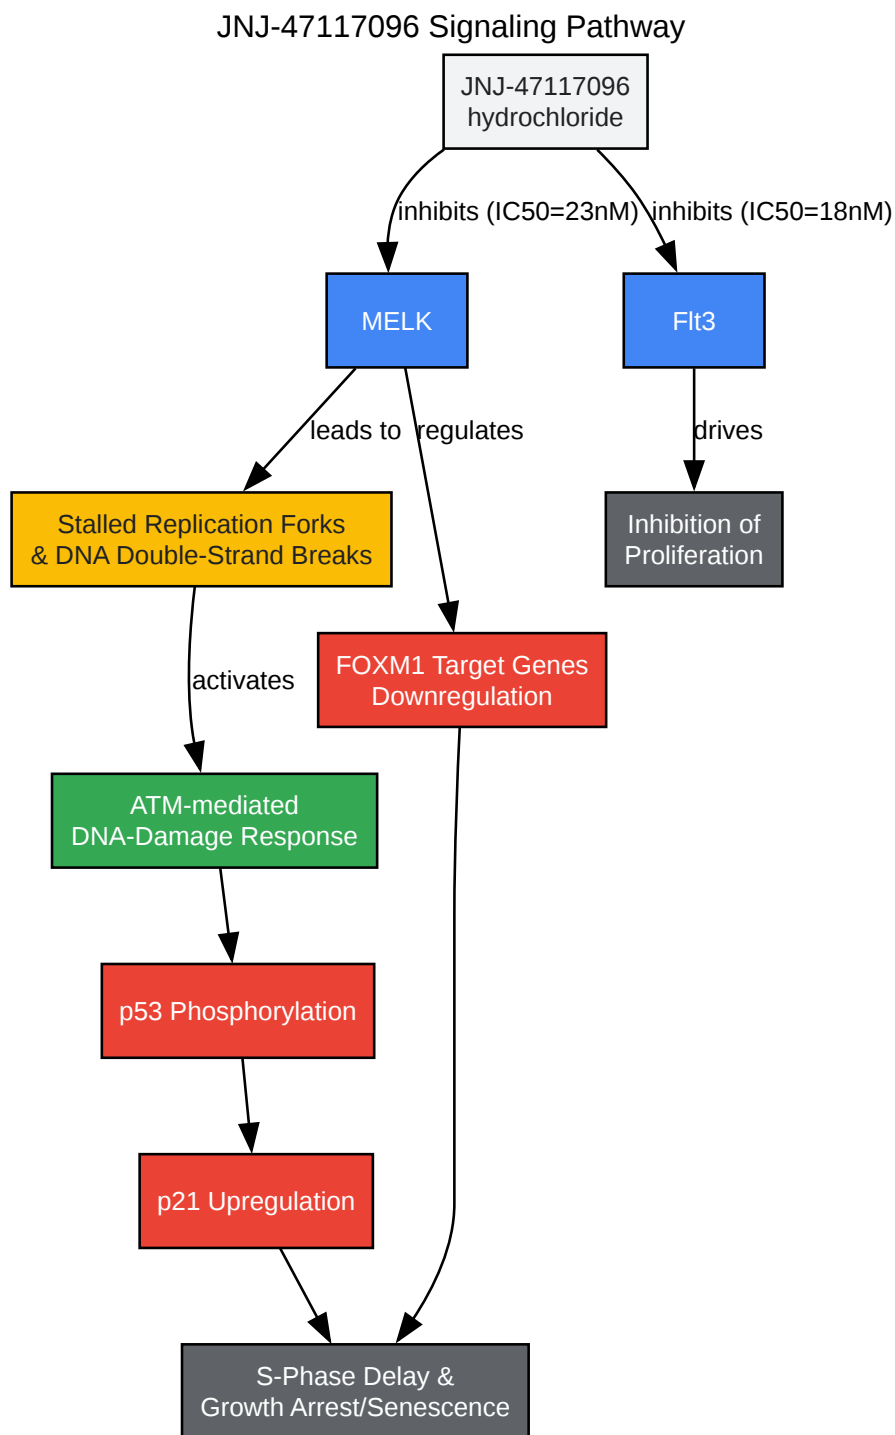 JNJ-47117096 Signaling Pathway
JNJ-47117096
hydrochloride
inhibits (IC50=23nM)
inhibits (IC50=18nM)
MELK
Flt3
leads to
regulates
drives
Stalled Replication Forks
& DNA Double-Strand Breaks
Inhibition of
Proliferation
FOXM1 Target Genes
Downregulation
activates
ATM-mediated
DNA-Damage Response
p53 Phosphorylation
p21 Upregulation
S-Phase Delay &
Growth Arrest/Senescence